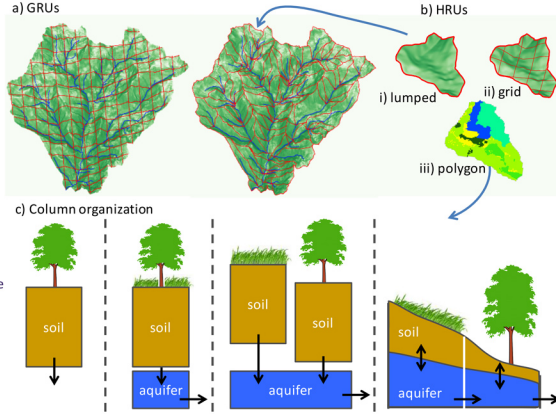 a) GRUs
b) HRUs
i) lumped
ii) grid
iii) polygon
c) Column organization
soil
soil
aquifer
soil
soil
aquifer
soil
aquifer